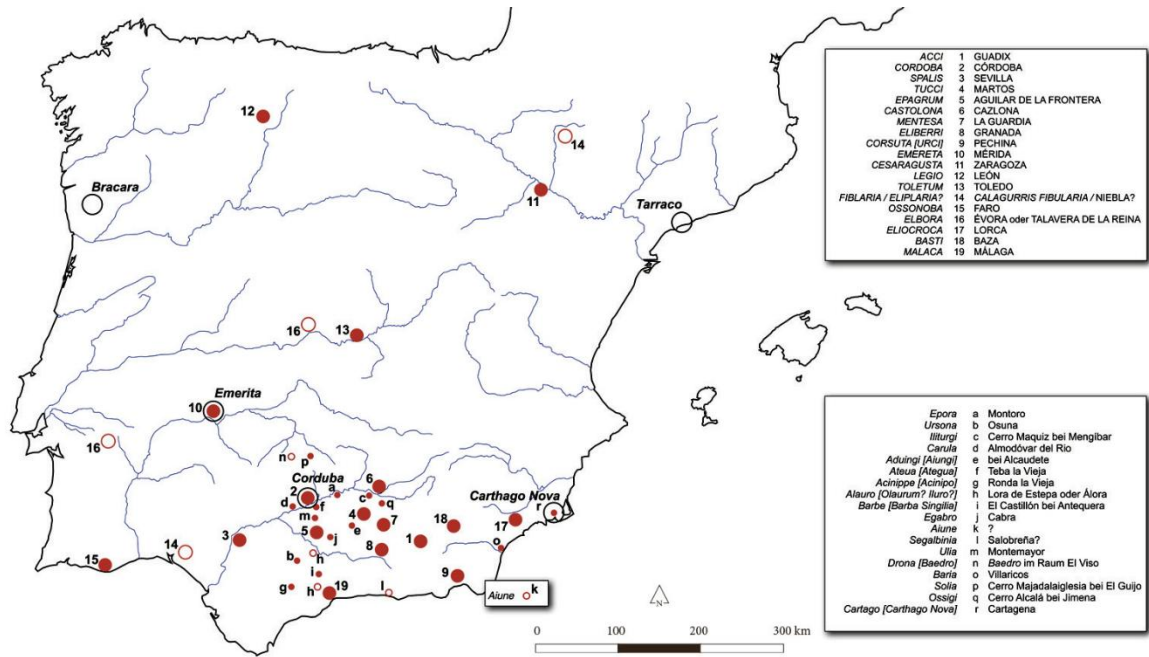 12
14
Bracara
11
Tarraco
16
13
Emerita
10
16
n
p
Corduba
2
a
6
c
q
Carthago Nova
r
d
f
m
4
7
18
17
3
5
j
e
8
1
o
14
b
h
15
i
9
g
h
19
l
Aiune
k
N
0 100 200 300 km
ACCI 1 GUADIX
CORDOBA 2 CÓRDOBA
SPALIS 3 SEVILLA
TUCCI 4 MARTOS
EPAGRUM 5 AGUILAR DE LA FRONTERA
CASTOLONA 6 CAZLONA
MENTESA 7 LA GUARDIA
ELIBERRI 8 GRANADA
CORSUTA [URCI] 9 PECHINA
EMERETA 10 MÉRIDA
CESARAGUSTA 11 ZARAGOZA
LEGIO 12 LEÓN
TOLETUM 13 TOLEDO
FIBLARIA / ELIPLARIA? 14 CALAGURRIS FIBULARIA / NIEBLA?
OSSONOBA 15 FARO
ELBORA 16 ÉVORA oder TALAVERA DE LA REINA
ELIOCROCA 17 LORCA
BASTI 18 BAZA
MALACA 19 MÁLAGA
Epora a Montoro
Ursona b Osuna
Iliturgi c Cerro Maquiz bei Mengíbar
Carula d Almodóvar del Rio
Aduingi [Aiungi] e bei Alcaudete
Ateua [Ategua] f Teba la Vieja
Acinippe [Acinipo] g Ronda la Vieja
Alauro [Olaurum? Iluro?] h Lora de Estepa oder Álora
Barbe [Barba Singilia] i El Castillón bei Antequera
Egabro j Cabra
Aiune k ?
Segalbinia l Salobreña?
Ulia m Montemayor
Drona [Baedro] n Baedro im Raum El Viso
Baria o Villaricos
Solia p Cerro Majadalaiglesia bei El Guijo
Ossigi q Cerro Alcalá bei Jimena
Cartago [Carthago Nova] r Cartagena